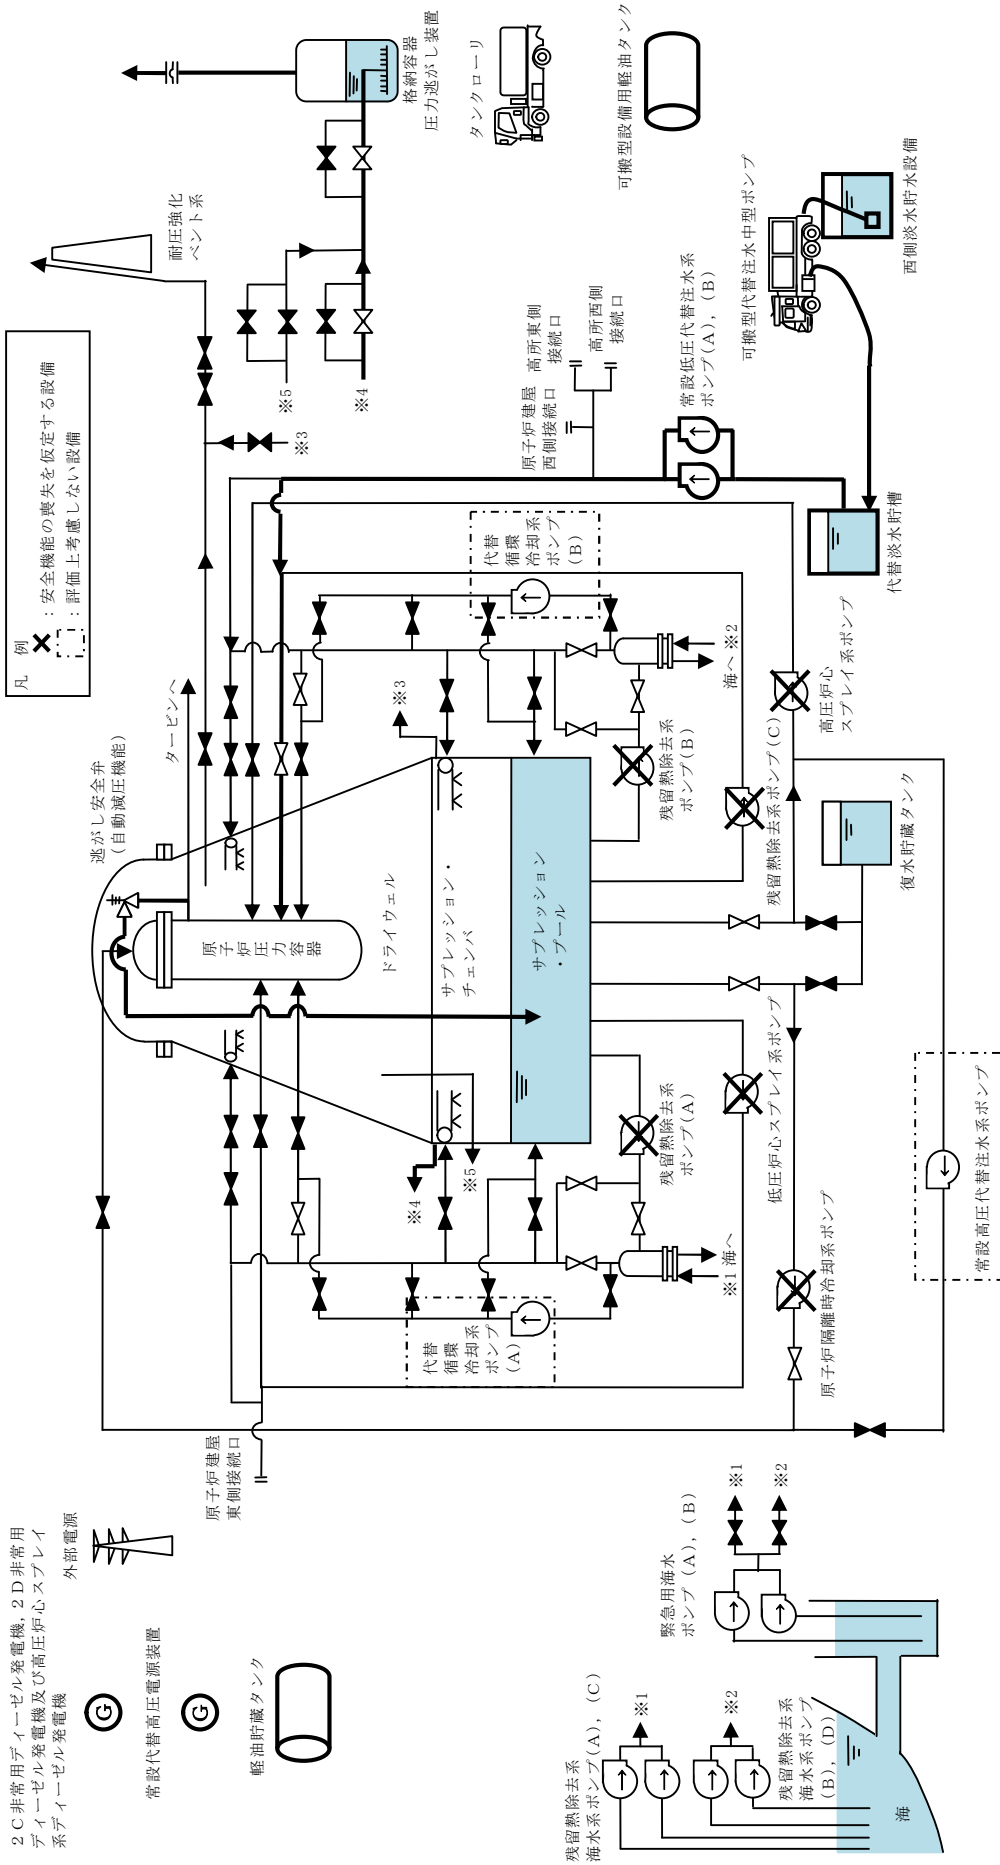 凡　例
：安全機能の喪失を仮定する設備
：評価上考慮しない設備
耐圧強化
ベント系
格納容器
圧力逃がし装置
タンクローリ
可搬型設備用軽油タンク
※5
※4
※3
高所東側
接続口
高所西側
接続口
原子炉建屋
西側接続口
常設低圧代替注水系
ポンプ(A), (B)
可搬型代替注水中型ポンプ
西側淡水貯水設備
代替淡水貯槽
タービンへ
逃がし安全弁
(自動減圧機能)
原子炉圧力容器
ドライウェル
サプレッション・
チェンバ
サプレッション
・プール
※3
代替
循環
冷却系
ポンプ
(B)
海へ ※2
残留熱除去系
ポンプ(B)
残留熱除去系ポンプ(C)
高圧炉心
スプレイ系ポンプ
復水貯蔵タンク
※4
※5
残留熱除去系
ポンプ(A)
低圧炉心スプレイ系ポンプ
※1 海へ
代替
循環
冷却系
ポンプ
(A)
原子炉隔離時冷却系ポンプ
常設高圧代替注水系ポンプ
原子炉建屋
東側接続口
2C非常用ディーゼル発電機, 2D非常用
ディーゼル発電機及び高圧炉心スプレイ
系ディーゼル発電機
外部電源
G
常設代替高圧電源装置
G
軽油貯蔵タンク
緊急用海水
ポンプ(A), (B)
※1
※2
残留熱除去系
海水系ポンプ(A), (C)
※1
※2
残留熱除去系
海水系ポンプ
(B), (D)
海